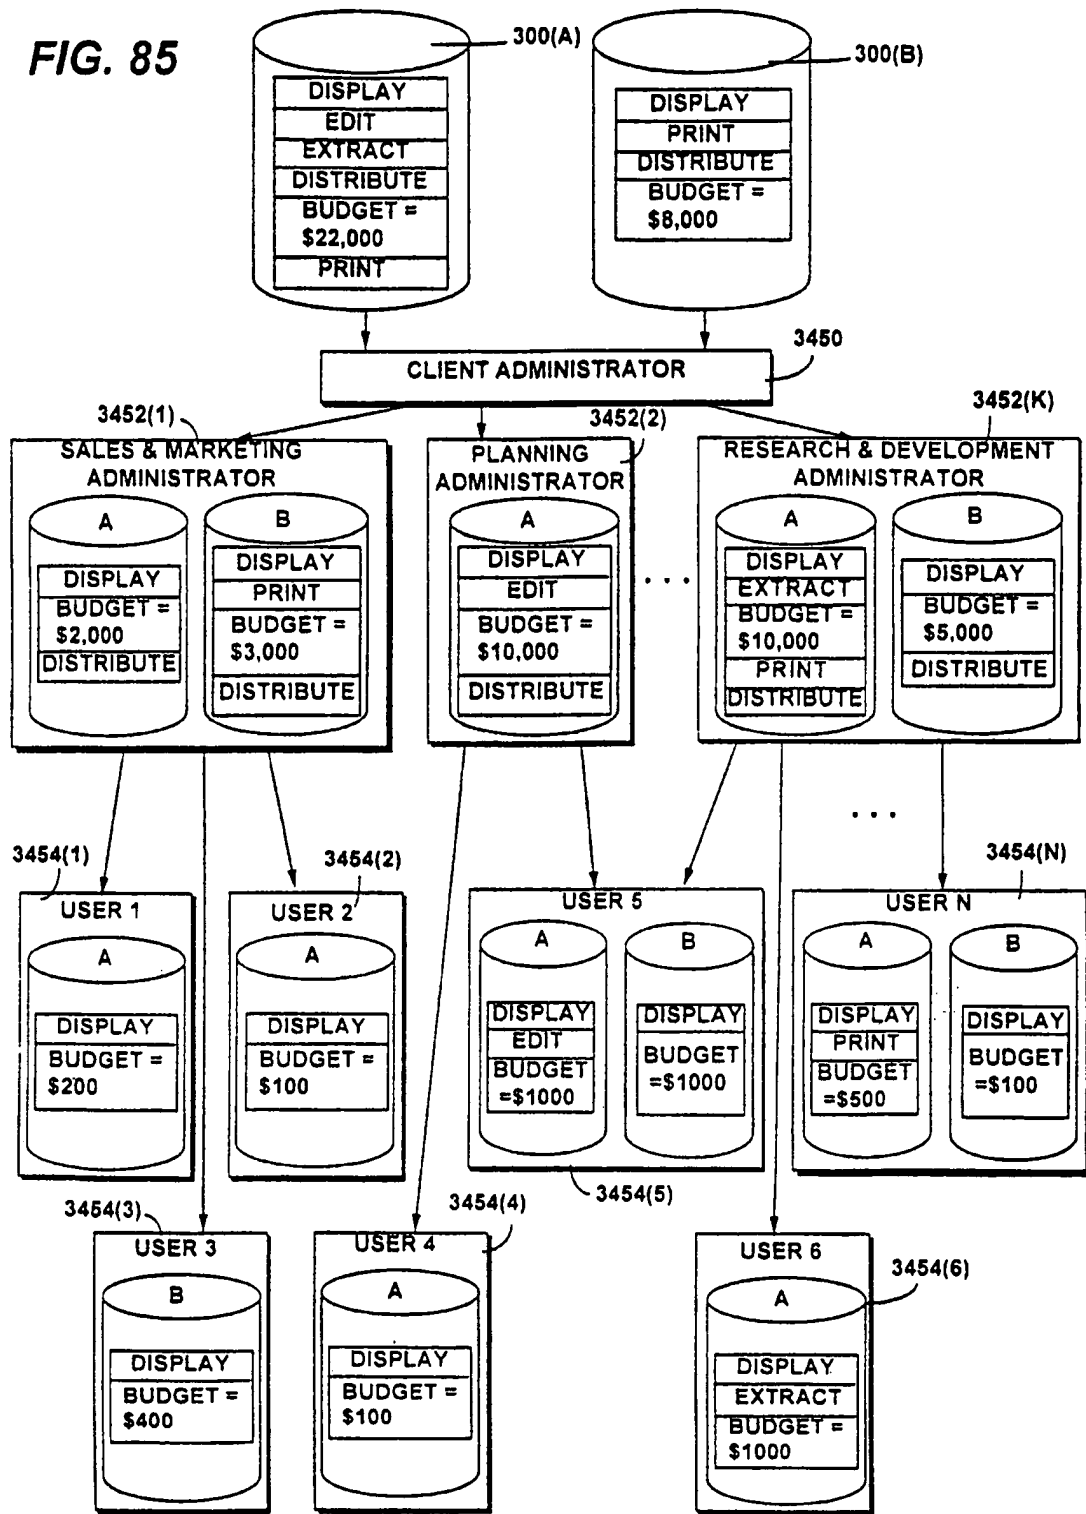 FIG. 85
300(A)
300(B)
DISPLAY
EDIT
EXTRACT
DISTRIBUTE
BUDGET =
$22,000
PRINT
DISPLAY
PRINT
DISTRIBUTE
BUDGET =
$8,000
3450
CLIENT ADMINISTRATOR
3452(1)
3452(2)
3452(K)
SALES & MARKETING
ADMINISTRATOR
A
DISPLAY
BUDGET =
$2,000
DISTRIBUTE
B
DISPLAY
PRINT
BUDGET =
$3,000
DISTRIBUTE
PLANNING
ADMINISTRATOR
A
DISPLAY
EDIT
BUDGET =
$10,000
DISTRIBUTE
. . .
RESEARCH & DEVELOPMENT
ADMINISTRATOR
A
DISPLAY
EXTRACT
BUDGET =
$10,000
PRINT
DISTRIBUTE
B
DISPLAY
BUDGET =
$5,000
DISTRIBUTE
. . .
3454(1)
USER 1
A
DISPLAY
BUDGET =
$200
3454(2)
USER 2
A
DISPLAY
BUDGET =
$100
USER 5
A
DISPLAY
EDIT
BUDGET
=$1000
B
DISPLAY
BUDGET
=$1000
3454(5)
3454(N)
USER N
A
DISPLAY
PRINT
BUDGET
=$500
B
DISPLAY
BUDGET
=$100
3454(3)
USER 3
B
DISPLAY
BUDGET =
$400
3454(4)
USER 4
A
DISPLAY
BUDGET =
$100
USER 6
3454(6)
A
DISPLAY
EXTRACT
BUDGET =
$1000